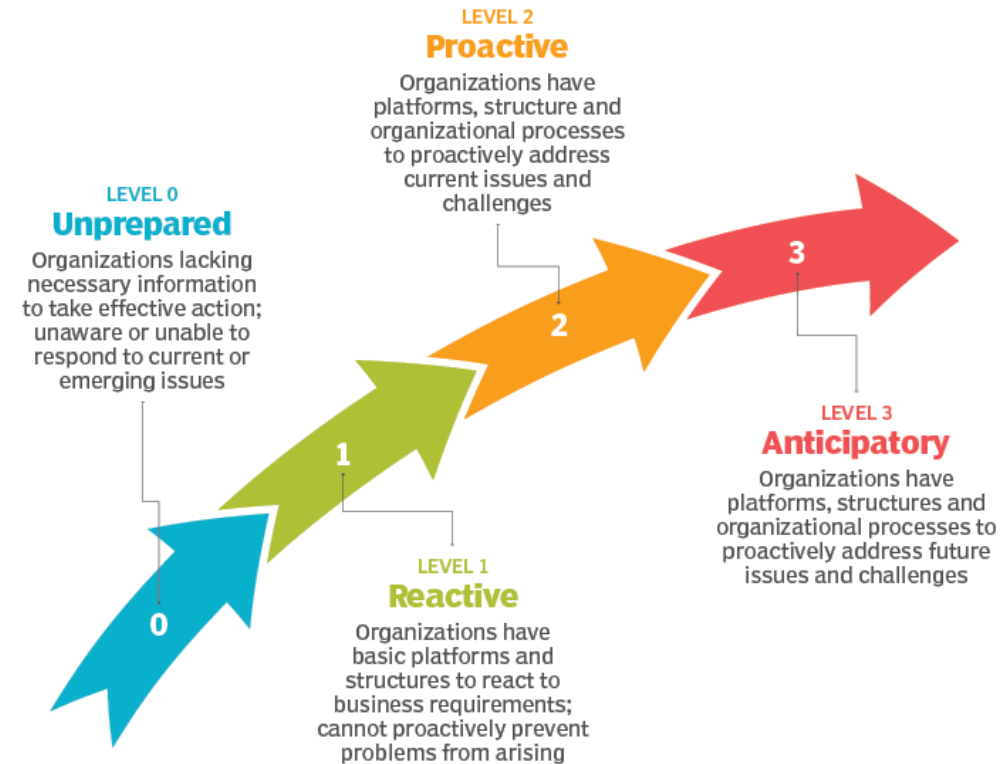 LEVEL 0
Unprepared
Organizations lacking
necessary information
to take effective action;
unaware or unable to
respond to current or
emerging issues
0
LEVEL 1
Reactive
Organizations have
basic platforms and
structures to react to
business requirements;
cannot proactively prevent
problems from arising
1
LEVEL 2
Proactive
Organizations have
platforms, structure and
organizational processes
to proactively address
current issues and
challenges
2
LEVEL 3
Anticipatory
Organizations have
platforms, structures and
organizational processes to
proactively address future
issues and challenges
3